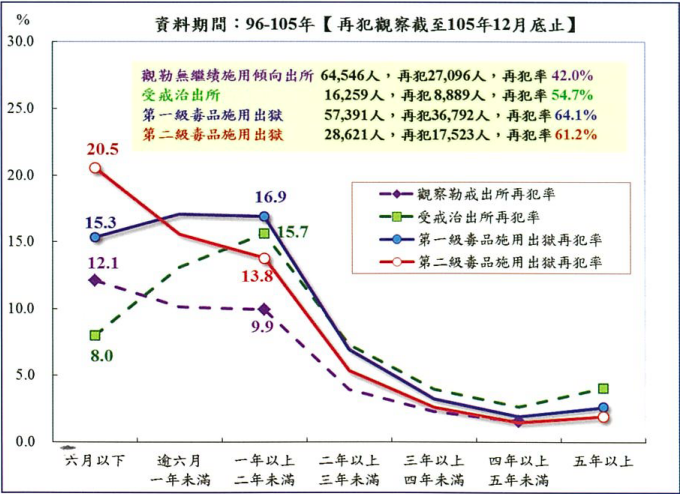 %
資料期間：96-105年【再犯觀察截至105年12月底止】
30.0
25.0
20.0
15.0
10.0
5.0
0.0
觀勒無繼續施用傾向出所 64,546人，再犯27,096人，再犯率 42.0%
受戒治出所 16,259人，再犯 8,889人，再犯率 54.7%
第一級毒品施用出獄 57,391人，再犯36,792人，再犯率 64.1%
第二級毒品施用出獄 28,621人，再犯17,523人，再犯率 61.2%
20.5
15.3
12.1
8.0
16.9
15.7
13.8
9.9
觀察勒戒出所再犯率
受戒治出所再犯率
第一級毒品施用出獄再犯率
第二級毒品施用出獄再犯率
六月以下
逾六月
一年未滿
一年以上
二年未滿
二年以上
三年未滿
三年以上
四年未滿
四年以上
五年未滿
五年以上